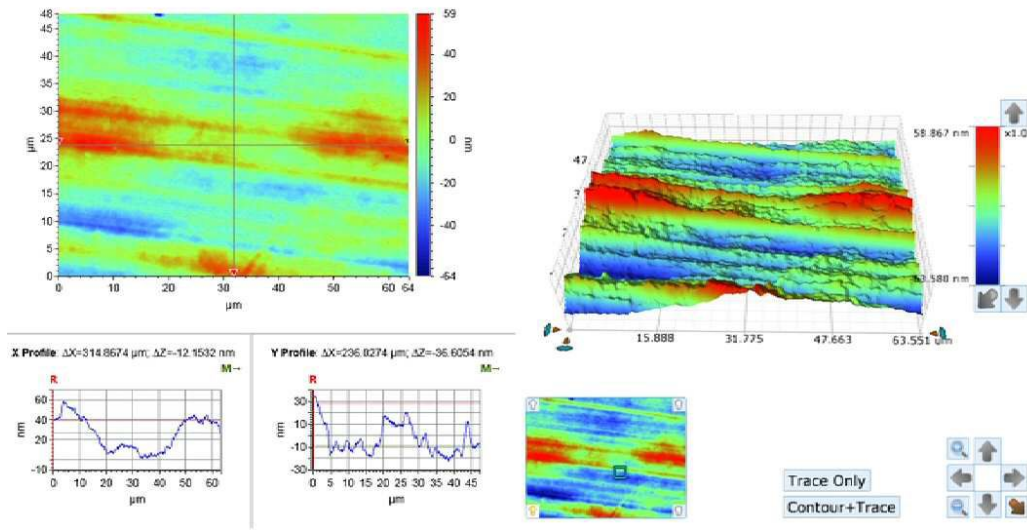 48
45
40
35
30
25
20
15
10
5
0
µm
0 10 20 30 40 50 60 64
µm
59
40
20
0
-20
-40
-64
nm
58.867 nm
x1.0
47
15.888 31.775 47.663 63.551 um
X Profile: ΔX=314.8674 µm; ΔZ=-12.1532 nm
M→
R
60
40
20
-10
nm
0 10 20 30 40 50 60
µm
Y Profile: ΔX=236.0274 µm; ΔZ=-36.6054 nm
M→
R
30
10
-10
-30
nm
0 5 10 15 20 25 30 35 40 45
µm
Trace Only
Contour+Trace